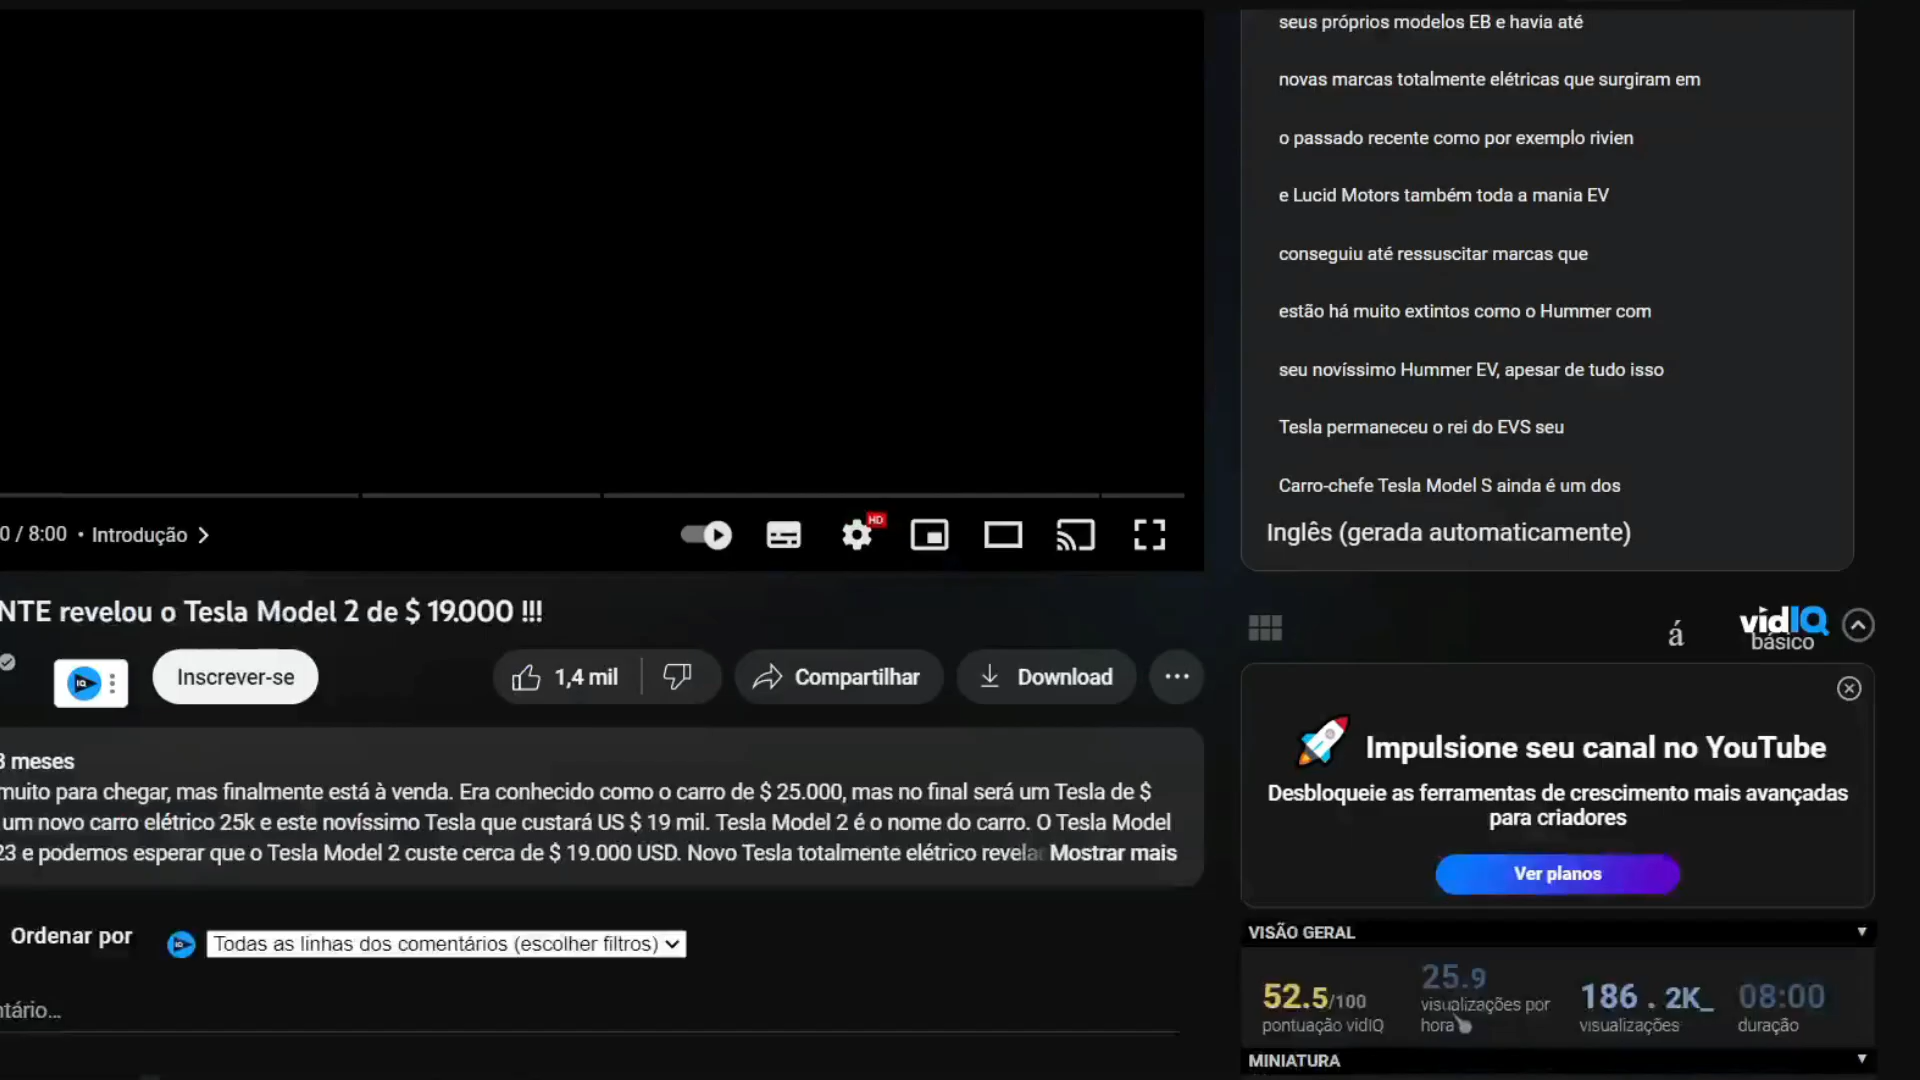 seus próprios modelos EB e havia até
novas marcas totalmente elétricas que surgiram em
o passado recente como por exemplo rivien
e Lucid Motors também toda a mania EV
conseguiu até ressuscitar marcas que
estão há muito extintos como o Hummer com
seu novíssimo Hummer EV, apesar de tudo isso
Tesla permaneceu o rei do EVS seu
Carro-chefe Tesla Model S ainda é um dos
Inglês (gerada automaticamente)
0 / 8:00 • Introdução
HD
NTE revelou o Tesla Model 2 de $ 19.000 !!!
IQ
Inscrever-se
1,4 mil
Compartilhar
Download
3 meses
muito para chegar, mas finalmente está à venda. Era conhecido como o carro de $ 25.000, mas no final será um Tesla de $
um novo carro elétrico 25k e este novíssimo Tesla que custará US $ 19 mil. Tesla Model 2 é o nome do carro. O Tesla Model
23 e podemos esperar que o Tesla Model 2 custe cerca de $ 19.000 USD. Novo Tesla totalmente elétrico revela Mostrar mais
Ordenar por
Todas as linhas dos comentários (escolher filtros)
ntário...
á
vidIQ
básico
Impulsione seu canal no YouTube
Desbloqueie as ferramentas de crescimento mais avançadas
para criadores
Ver planos
VISÃO GERAL
52.5/100
pontuação vidIQ
25.9
visualizações por
hora
186 . 2K_
visualizações
08:00
duração
MINIATURA